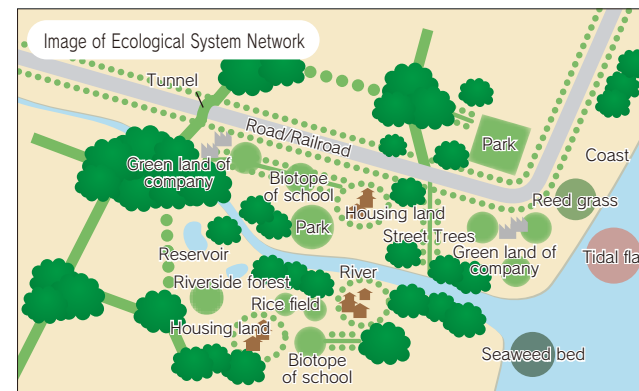 Image of Ecological System Network
Tunnel
Road/Railroad
Park
Coast
Green land of
company
Biotope
of school
Housing land
Reed grass
Park
Street Trees
Green land of
company
Tidal fla
Reservoir
River
Riverside forest
Rice field
Housing land
Biotope
of school
Seaweed bed